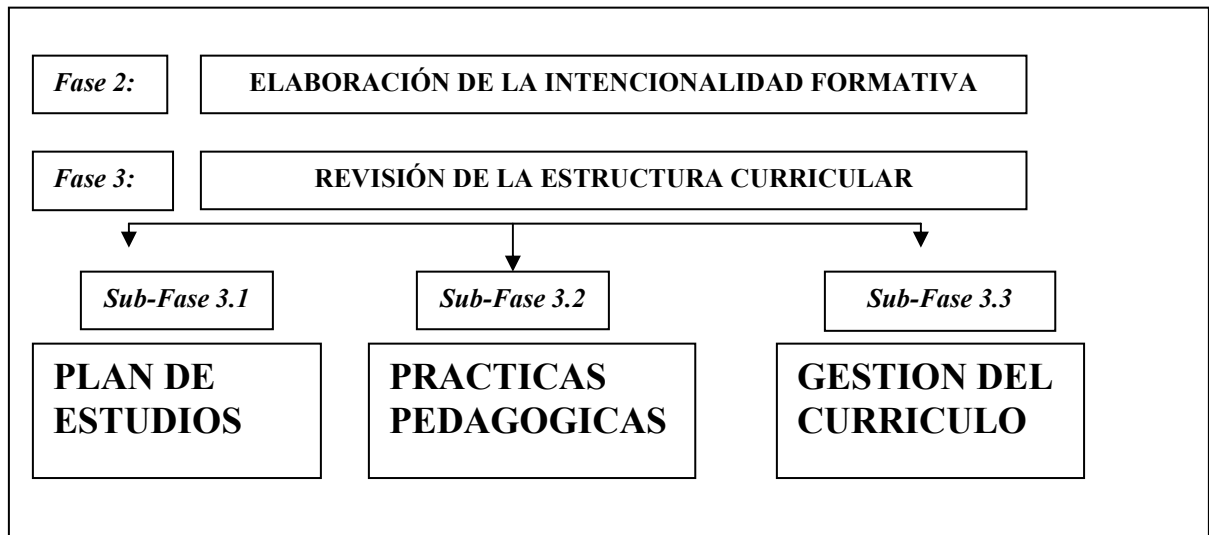 Fase 2:
ELABORACIÓN DE LA INTENCIONALIDAD FORMATIVA
Fase 3:
REVISIÓN DE LA ESTRUCTURA CURRICULAR
Sub-Fase 3.1
Sub-Fase 3.2
Sub-Fase 3.3
PLAN DE
ESTUDIOS
PRACTICAS
PEDAGOGICAS
GESTION DEL
CURRICULO